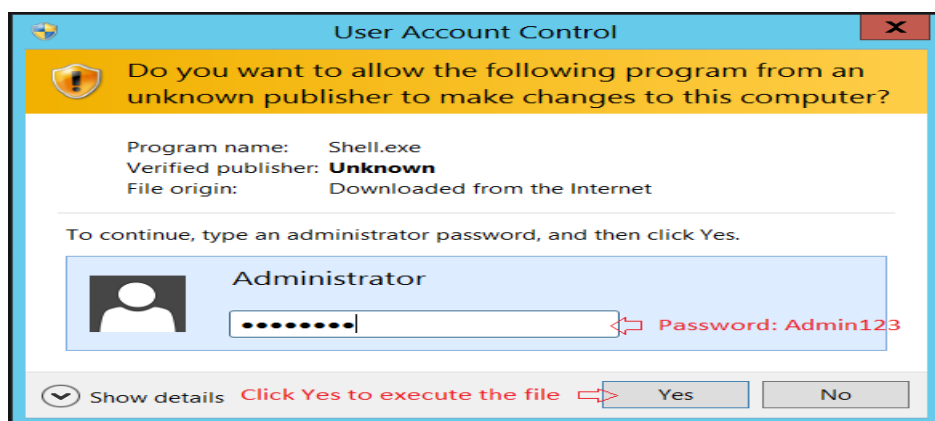 User Account Control
Do you want to allow the following program from an
unknown publisher to make changes to this computer?
Program name: Shell.exe
Verified publisher: Unknown
File origin: Downloaded from the Internet
To continue, type an administrator password, and then click Yes.
Administrator
●●●●●●●●
Password: Admin123
Show details Click Yes to execute the file Yes No